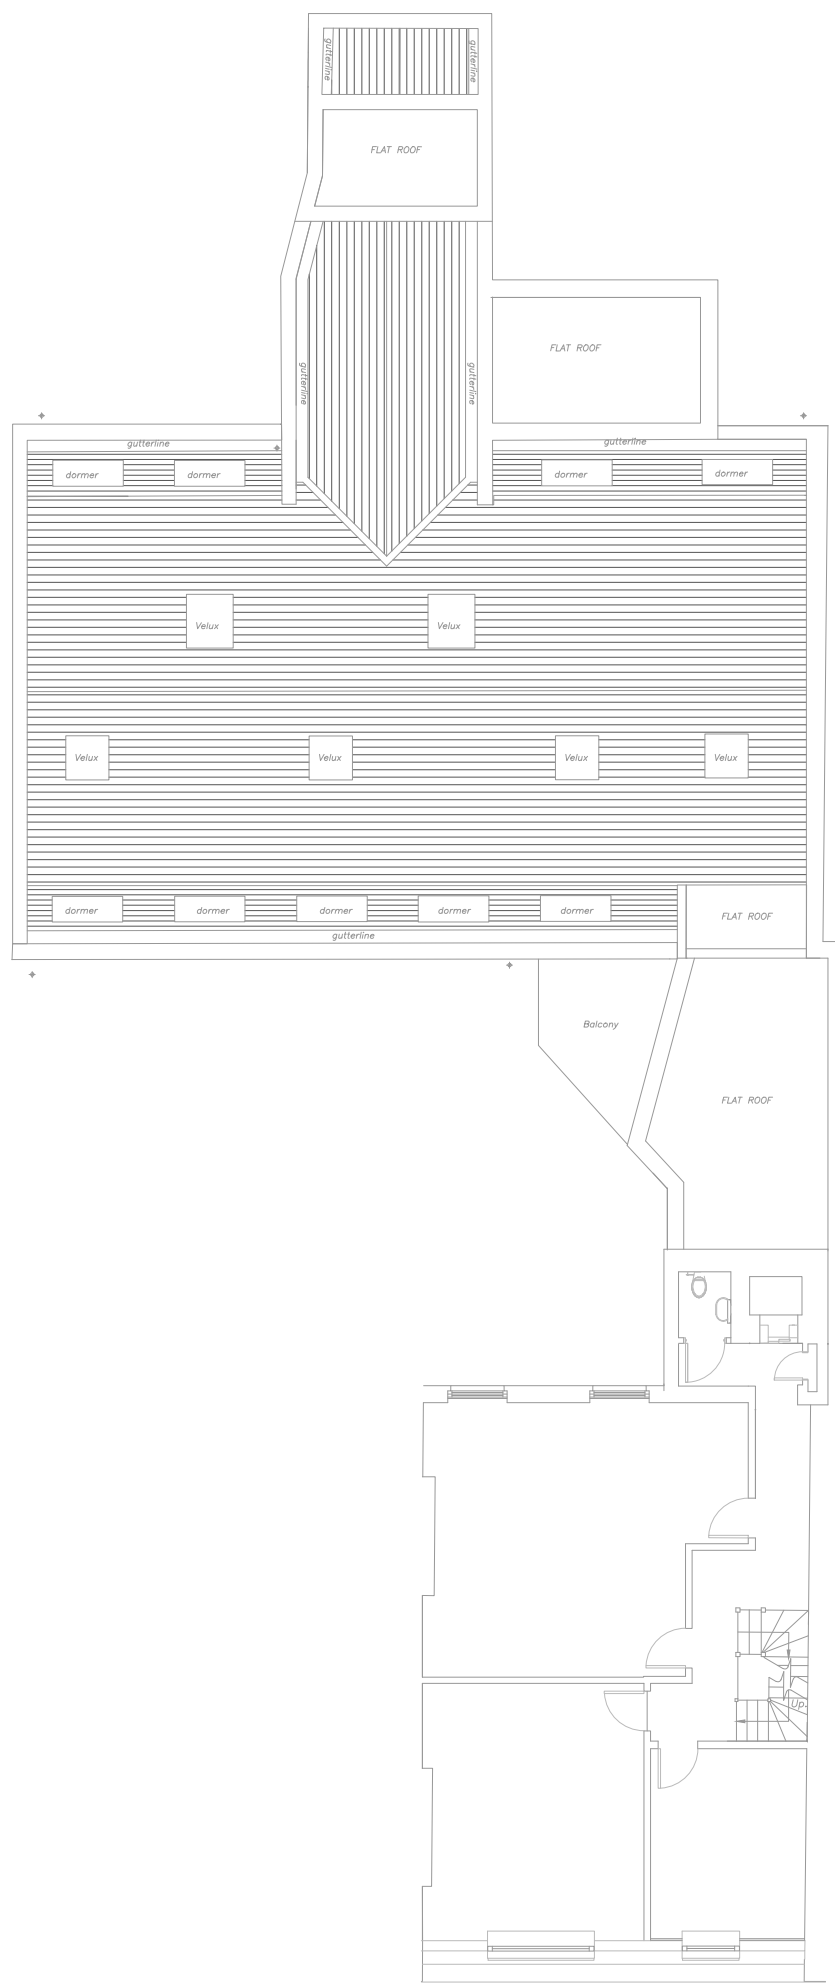 gutterline
gutterline
FLAT ROOF
FLAT ROOF
gutterline
gutterline
gutterline
gutterline
dormer
dormer
dormer
dormer
Velux
Velux
Velux
Velux
Velux
Velux
dormer
dormer
dormer
dormer
dormer
FLAT ROOF
gutterline
Balcony
FLAT ROOF
Up.